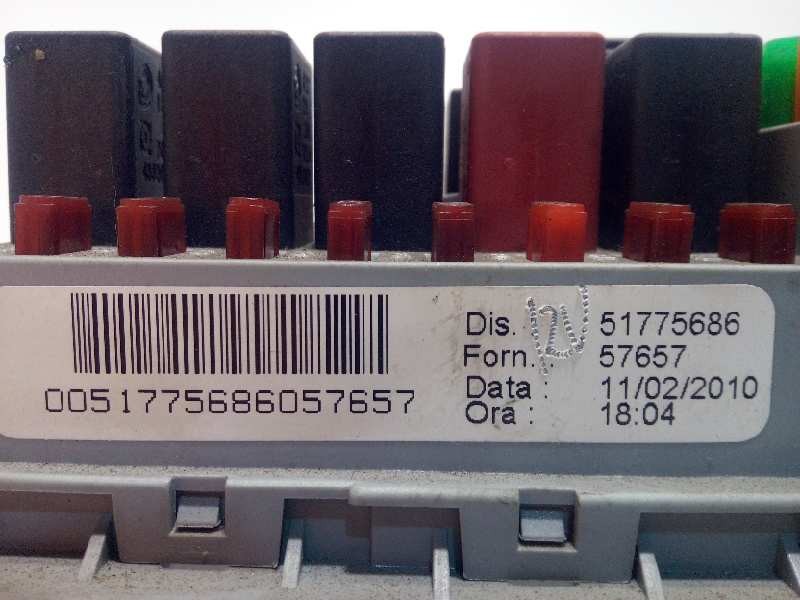 Dis. 51775686
Forn. : 57657
Data : 11/02/2010
Ora : 18:04
0051775686057657